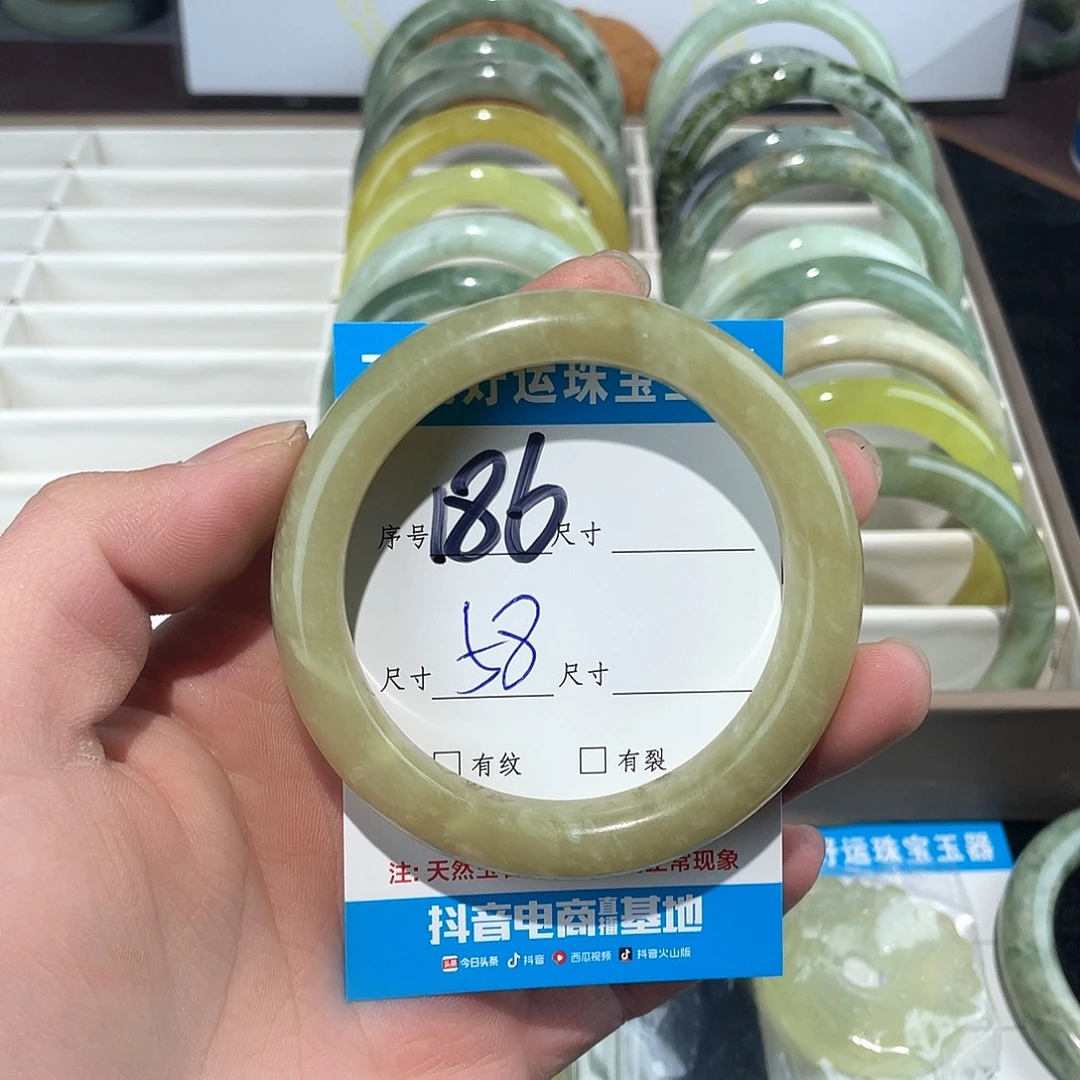 好运珠宝玉
序号 186 尺寸
尺寸 58 尺寸
□ 有纹 □ 有裂
注: 天然 正常现象
抖音电商直播基地
今日头条 抖音 西瓜视频 抖音火山版
好运珠宝玉器